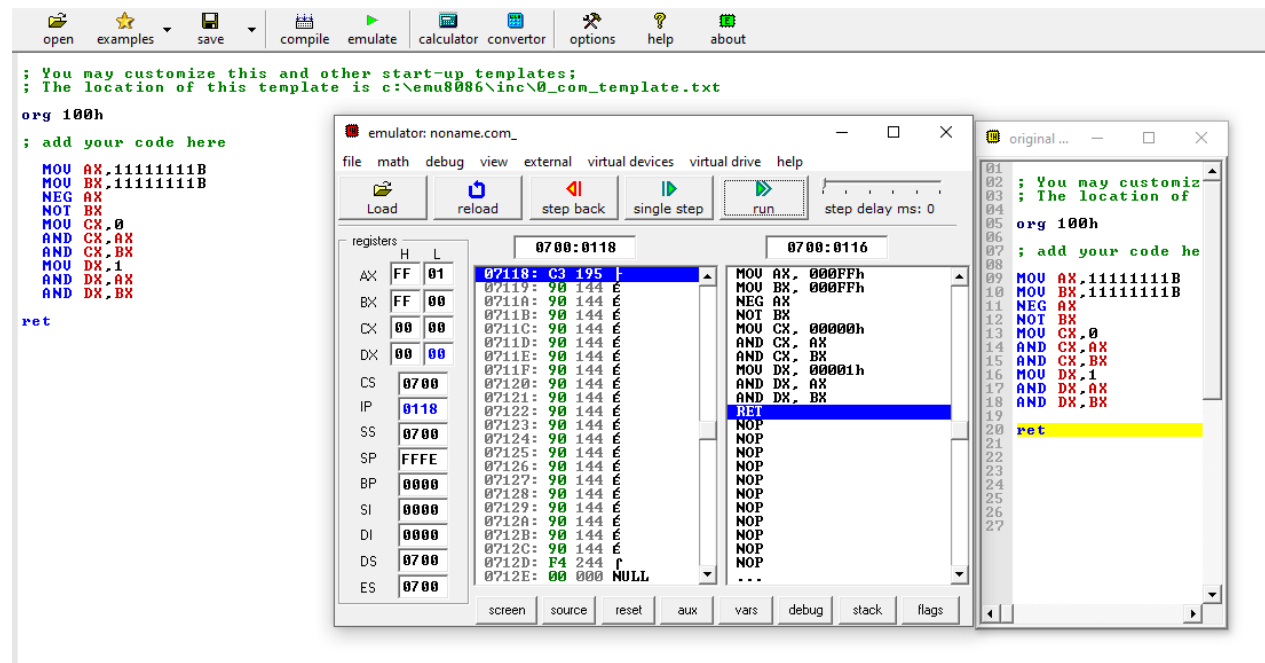 open examples save compile emulate calculator convertor options help about
; You may customize this and other start-up templates;
; The location of this template is c:\emu8086\inc\0_com_template.txt
org 100h
; add your code here
MOV AX,11111111B
MOV BX,11111111B
NEG AX
NOT BX
MOV CX,0
AND CX,AX
AND CX,BX
MOV DX,1
AND DX,AX
AND DX,BX
ret
emulator: noname.com_
file math debug view external virtual devices virtual drive help
Load reload step back single step run step delay ms: 0
registers
H L
AX FF 01
BX FF 00
CX 00 00
DX 00 00
CS 0700
IP 0118
SS 0700
SP FFFE
BP 0000
SI 0000
DI 0000
DS 0700
ES 0700
0700:0118
07118: C3 195 ├
07119: 90 144 É
0711A: 90 144 É
0711B: 90 144 É
0711C: 90 144 É
0711D: 90 144 É
0711E: 90 144 É
0711F: 90 144 É
07120: 90 144 É
07121: 90 144 É
07122: 90 144 É
07123: 90 144 É
07124: 90 144 É
07125: 90 144 É
07126: 90 144 É
07127: 90 144 É
07128: 90 144 É
07129: 90 144 É
0712A: 90 144 É
0712B: 90 144 É
0712C: 90 144 É
0712D: F4 244 ⌠
0712E: 00 000 NULL
0700:0116
MOV AX, 000FFh
MOV BX, 000FFh
NEG AX
NOT BX
MOV CX, 00000h
AND CX, AX
AND CX, BX
MOV DX, 00001h
AND DX, AX
AND DX, BX
RET
NOP
NOP
NOP
NOP
NOP
NOP
NOP
NOP
NOP
NOP
NOP
...
screen source reset aux vars debug stack flags
original ...
01
02 ; You may customiz
03 ; The location of
04
05 org 100h
06
07 ; add your code he
08
09 MOV AX,11111111B
10 MOV BX,11111111B
11 NEG AX
12 NOT BX
13 MOV CX,0
14 AND CX,AX
15 AND CX,BX
16 MOV DX,1
17 AND DX,AX
18 AND DX,BX
19
20 ret
21
22
23
24
25
26
27